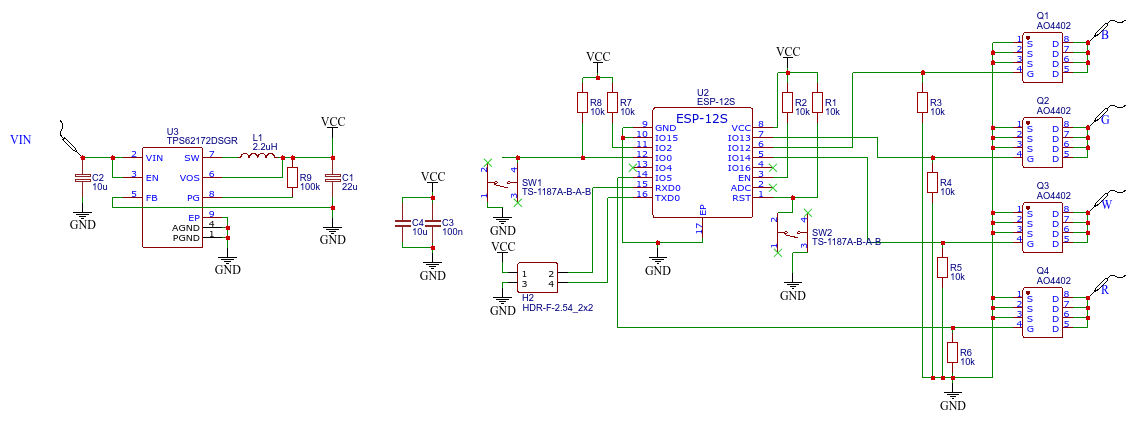 VIN
C2
10u
GND
U3
TPS62172DSGR
2 VIN SW 7
3 EN VOS 6
5 FB PG 8
EP 9
AGND 4
PGND 1
GND
L1
2.2uH
R9
100k
VCC
C1
22u
GND
VCC
C4
10u
C3
100n
GND
SW1
TS-1187A-B-A-B
2 4
1 3
GND
VCC
GND
1 2
3 4
H2
HDR-F-2.54_2x2
VCC
R8
10k
R7
10k
U2
ESP-12S
ESP-12S
9 GND VCC 8
10 IO15 IO13 7
11 IO2 IO12 6
12 IO0 IO14 5
13 IO4 IO16 4
14 IO5 EN 3
15 RXD0 ADC 2
16 TXD0 RST 1
EP
17
GND
VCC
R2
10k
R1
10k
2 4
1 3
SW2
TS-1187A-B-A-B
GND
R3
10k
R4
10k
R5
10k
R6
10k
GND
Q1
AO4402
1 S D 8
2 S D 7
3 S D 6
4 G D 5
B
Q2
AO4402
1 S D 8
2 S D 7
3 S D 6
4 G D 5
G
Q3
AO4402
1 S D 8
2 S D 7
3 S D 6
4 G D 5
W
Q4
AO4402
1 S D 8
2 S D 7
3 S D 6
4 G D 5
R